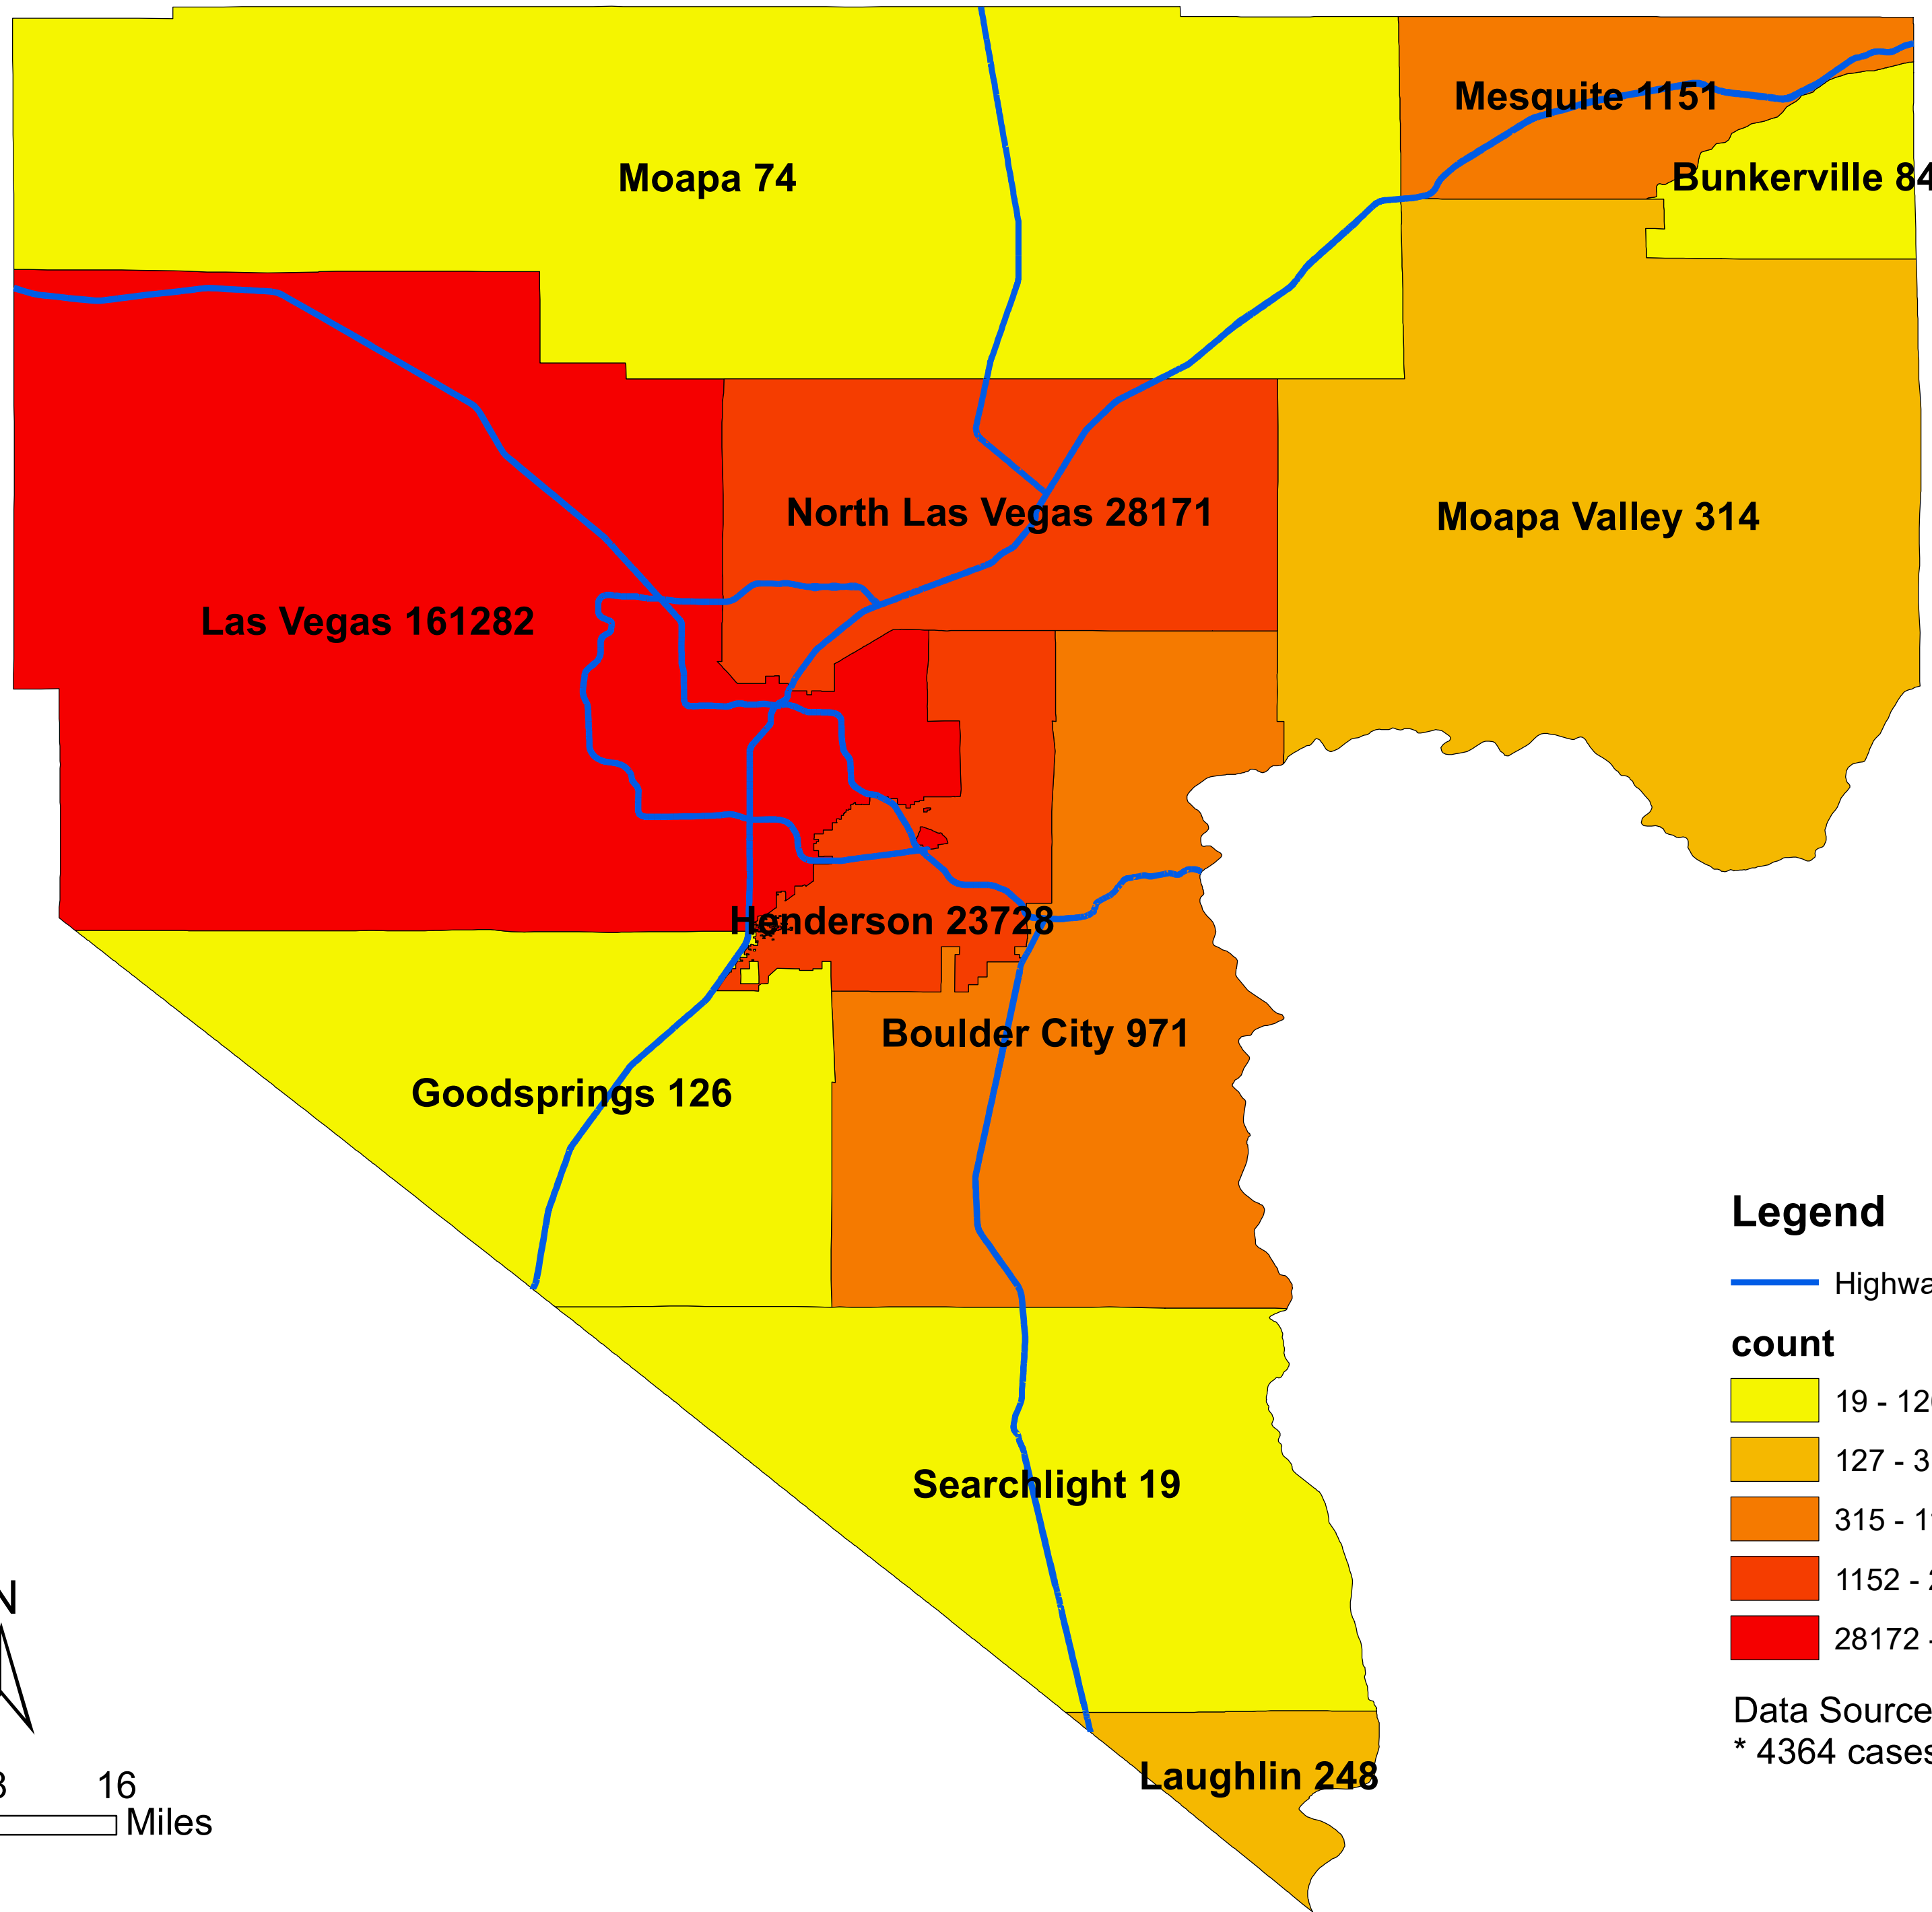 Mesquite 1151
Moapa 74
Bunkerville 84
North Las Vegas 28171
Moapa Valley 314
Las Vegas 161282
Henderson 23728
Boulder City 971
Goodsprings 126
Legend
Highwa
count
19 - 12
127 - 3
315 - 1
Searchlight 19
1152 - 2
N
28172 -
Data Source
* 4364 cases
Laughlin 248
16
Miles